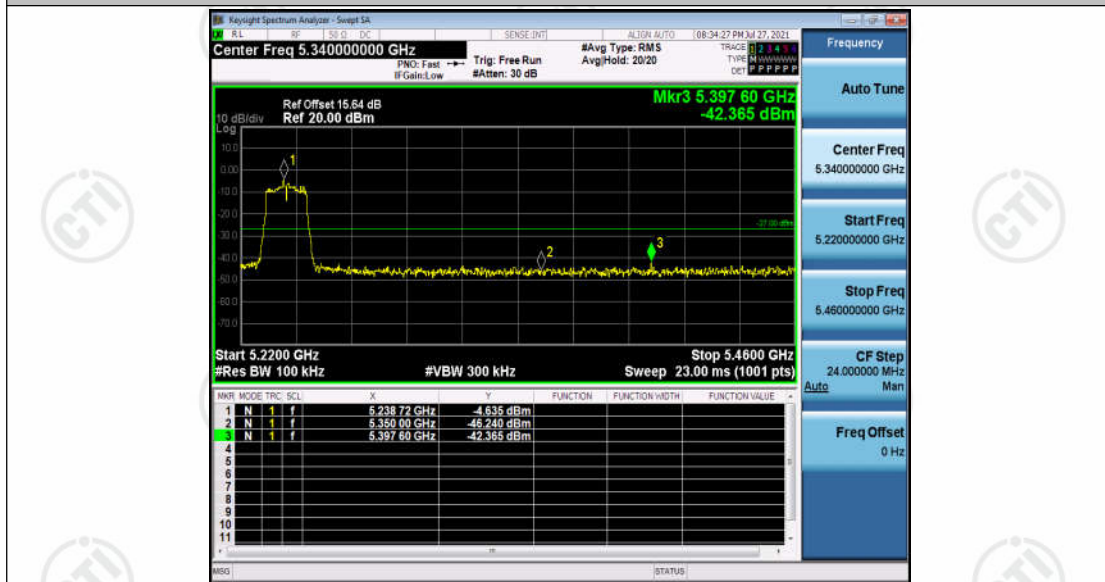 Keysight Spectrum Analyzer - Swept SA
RL RF 50 Ω DC SENSE:INT ALIGN AUTO 08:34:27 PM Jul 27, 2021
Center Freq 5.340000000 GHz
PNO: Fast
IFGain:Low
Trig: Free Run
#Atten: 30 dB
#Avg Type: RMS
Avg|Hold: 20/20
TRACE 1 2 3 4 5 6
TYPE M WWWWW
DET P P P P P P
Frequency
Auto Tune
Center Freq
5.340000000 GHz
Start Freq
5.220000000 GHz
Stop Freq
5.460000000 GHz
CF Step
24.000000 MHz
Auto Man
Freq Offset
0 Hz
Mkr3 5.397 60 GHz
-42.365 dBm
Ref Offset 15.64 dB
10 dB/div Ref 20.00 dBm
Log
10.0
0.00
-10.0
-20.0
-30.0
-40.0
-50.0
-60.0
-70.0
1
2
3
-27.00 dBm
Start 5.2200 GHz Stop 5.4600 GHz
#Res BW 100 kHz #VBW 300 kHz Sweep 23.00 ms (1001 pts)
MKR MODE TRC SCL X Y FUNCTION FUNCTION WIDTH FUNCTION VALUE
1 N 1 f 5.238 72 GHz -4.635 dBm
2 N 1 f 5.350 00 GHz -46.240 dBm
3 N 1 f 5.397 60 GHz -42.365 dBm
4
5
6
7
8
9
10
11
MSG STATUS
CTI
CTI